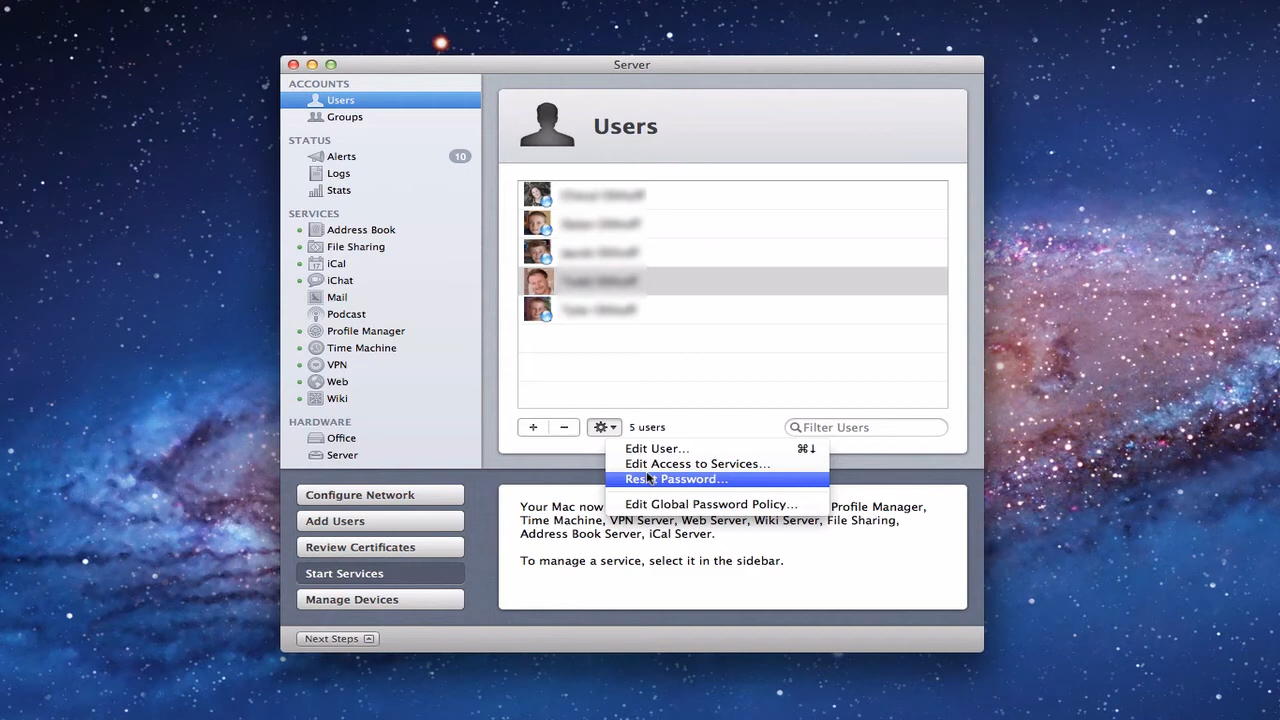 Server
ACCOUNTS
Users
Groups
STATUS
Alerts 10
Logs
Stats
SERVICES
Address Book
File Sharing
iCal
iChat
Mail
Podcast
Profile Manager
Time Machine
VPN
Web
Wiki
HARDWARE
Office
Server
Users
5 users
Filter Users
Edit User... ⌘↓
Edit Access to Services...
Reset Password...
Edit Global Password Policy...
Configure Network
Add Users
Review Certificates
Start Services
Manage Devices
Your Mac now Profile Manager,
Time Machine, VPN Server, Web Server, Wiki Server, File Sharing,
Address Book Server, iCal Server.
To manage a service, select it in the sidebar.
Next Steps